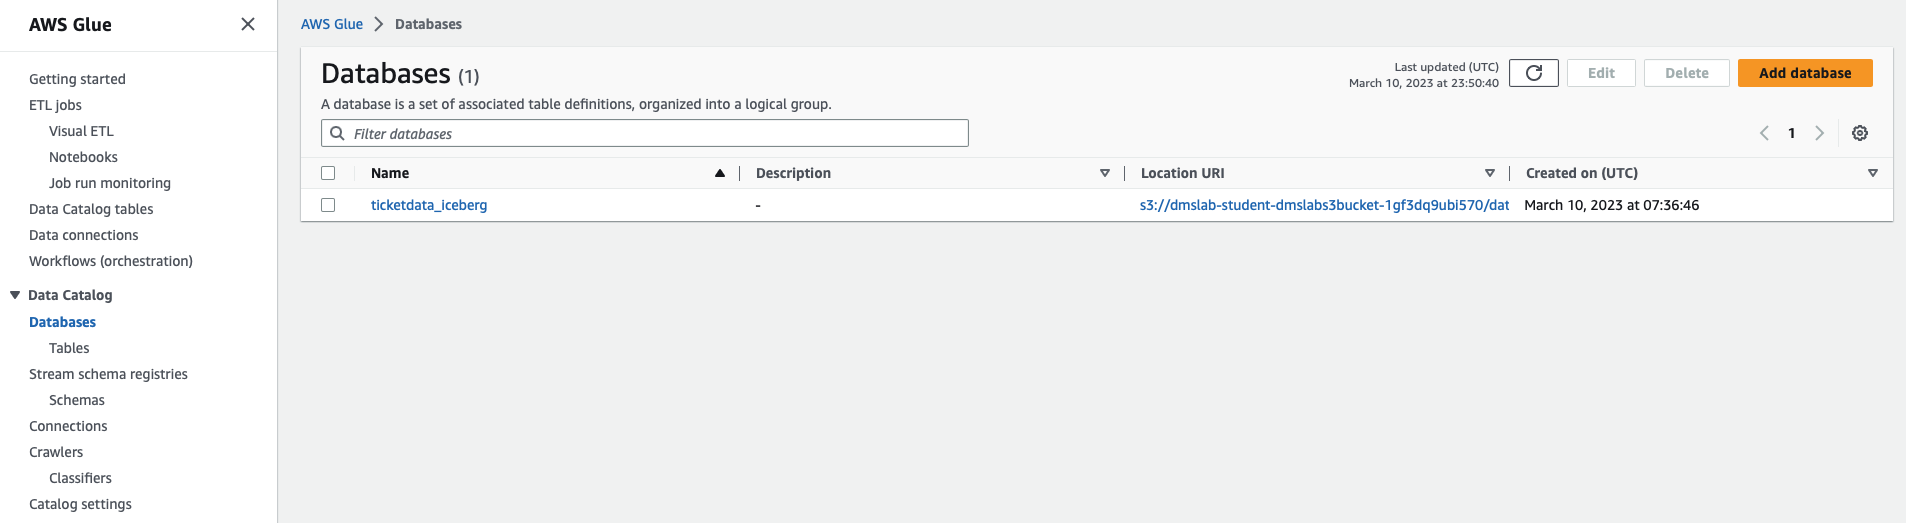 AWS Glue
Getting started
ETL jobs
Visual ETL
Notebooks
Job run monitoring
Data Catalog tables
Data connections
Workflows (orchestration)
Data Catalog
Databases
Tables
Stream schema registries
Schemas
Connections
Crawlers
Classifiers
Catalog settings
AWS Glue Databases
Databases (1)
Last updated (UTC)
March 10, 2023 at 23:50:40
Edit
Delete
Add database
A database is a set of associated table definitions, organized into a logical group.
Filter databases
1
Name Description Location URI Created on (UTC)
ticketdata_iceberg - s3://dmslab-student-dmslabs3bucket-1gf3dq9ubi570/dat March 10, 2023 at 07:36:46